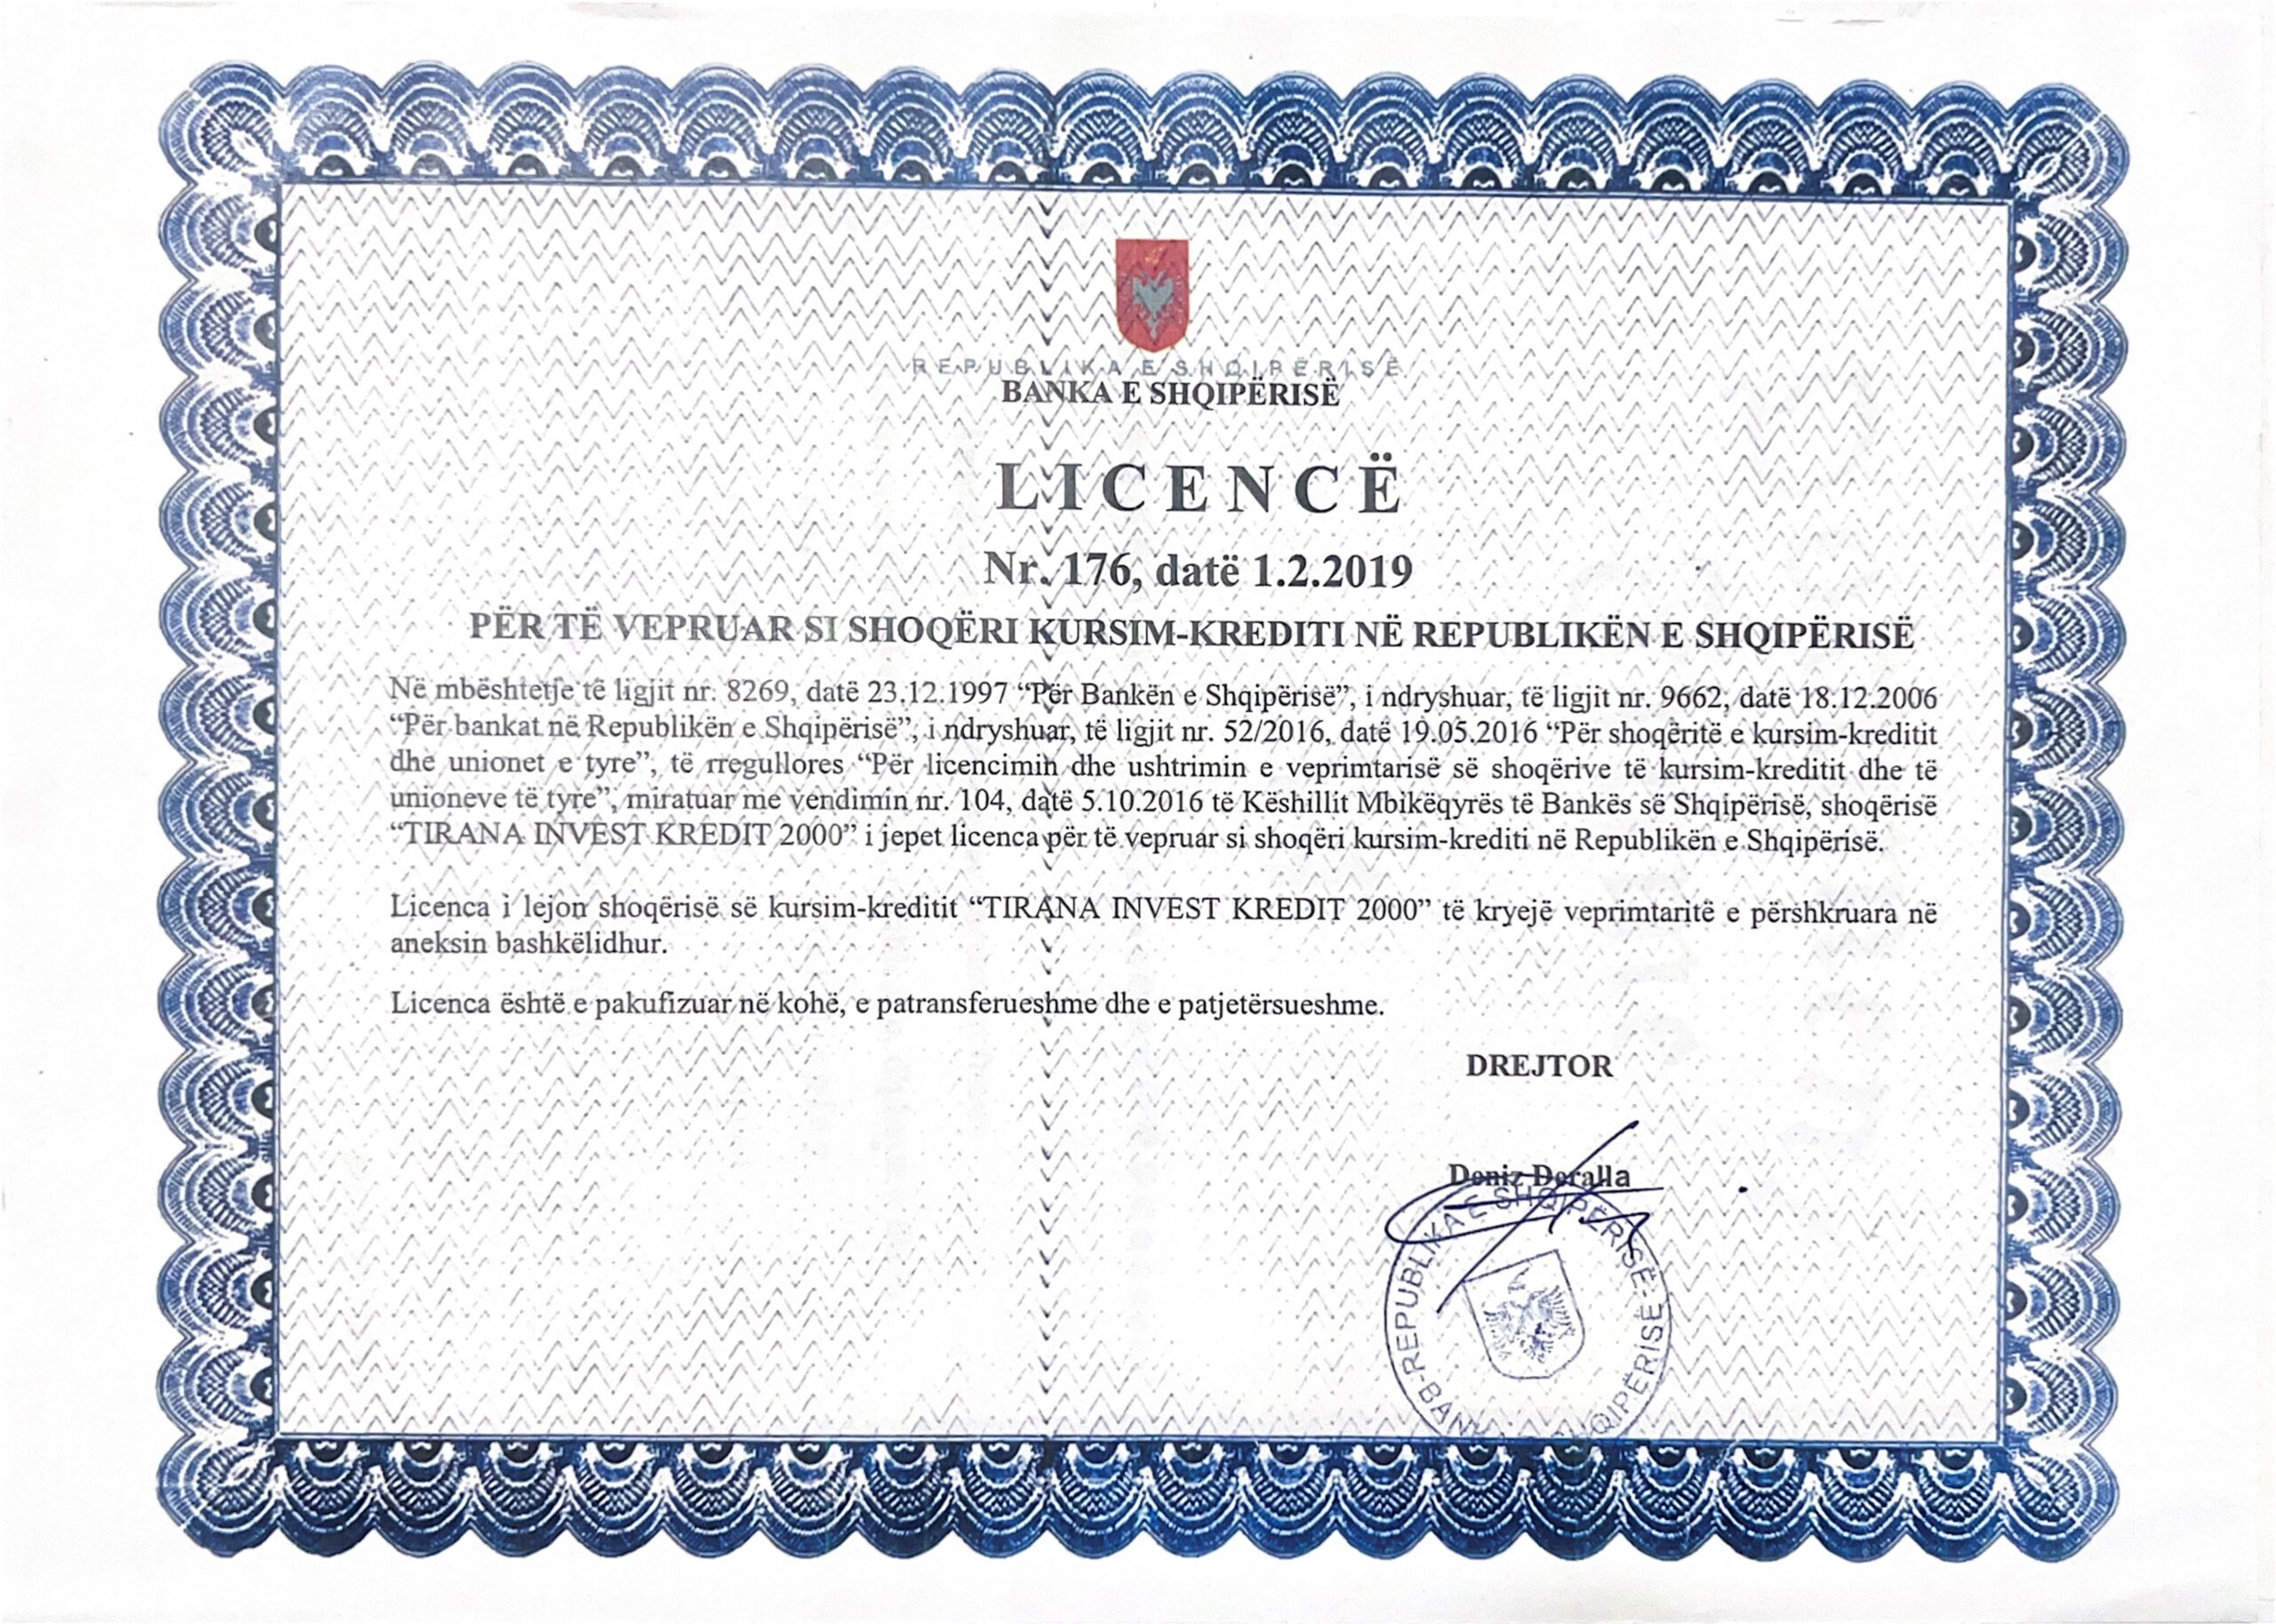 REPUBLIKA E SHQIPËRISË
BANKA E SHQIPËRISË
LICENCË
Nr. 176, datë 1.2.2019
PËR TË VEPRUAR SI SHOQËRI KURSIM-KREDITI NË REPUBLIKËN E SHQIPËRISË
Në mbështetje të ligjit nr. 8269, datë 23.12.1997 “Për Bankën e Shqipërisë”, i ndryshuar, të ligjit nr. 9662, datë 18.12.2006
“Për bankat në Republikën e Shqipërisë”, i ndryshuar, të ligjit nr. 52/2016, datë 19.05.2016 “Për shoqëritë e kursim-kreditit
dhe unionet e tyre”, të rregullores “Për licencimin dhe ushtrimin e veprimtarisë së shoqërive të kursim-kreditit dhe të
unioneve të tyre”, miratuar me vendimin nr. 104, datë 5.10.2016 të Këshillit Mbikëqyrës të Bankës së Shqipërisë, shoqërisë
“TIRANA INVEST KREDIT 2000” i jepet licenca për të vepruar si shoqëri kursim-krediti në Republikën e Shqipërisë.
Licenca i lejon shoqërisë së kursim-kreditit “TIRANA INVEST KREDIT 2000” të kryejë veprimtaritë e përshkruara në
aneksin bashkëlidhur.
Licenca është e pakufizuar në kohë, e patransferueshme dhe e patjetërsueshme.
DREJTOR
Deniz Deralla
REPUBLIKA E SHQIPËRISË